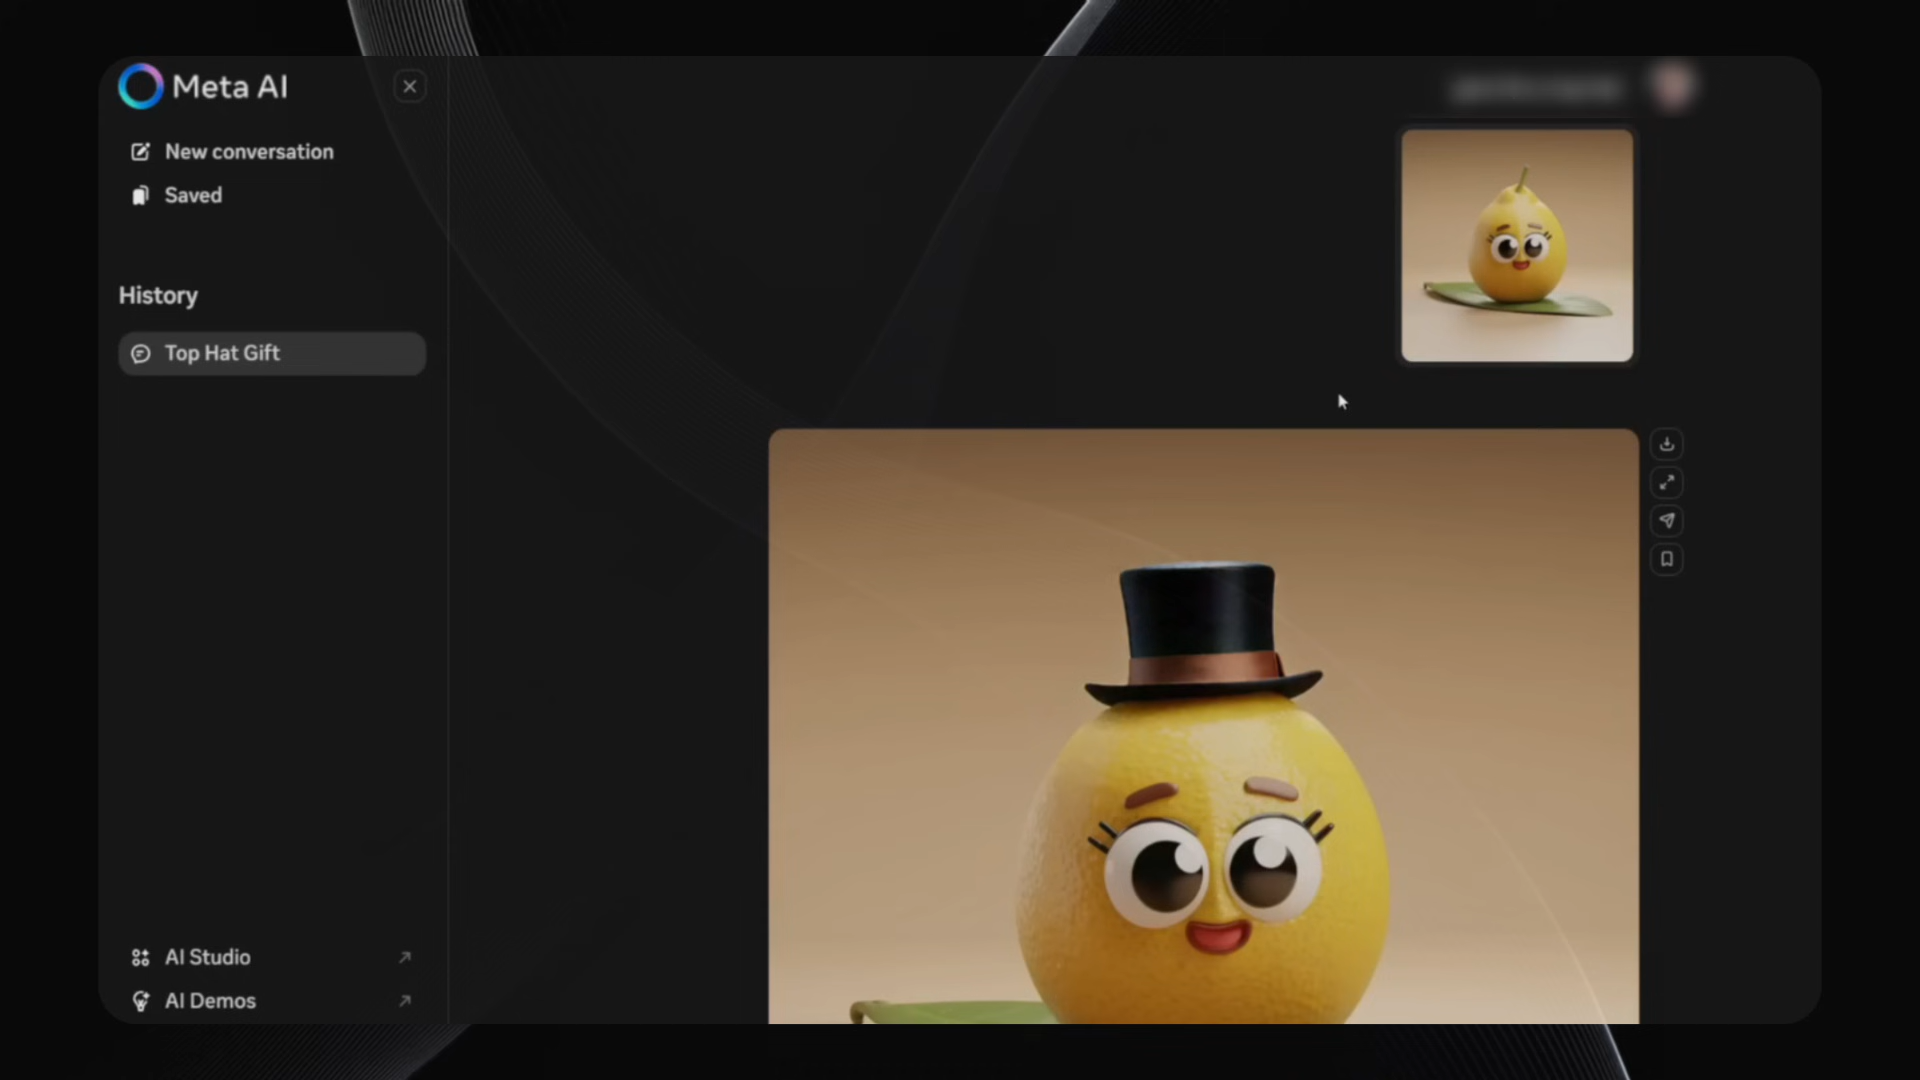 Meta AI
New conversation
Saved
History
Top Hat Gift
AI Studio
AI Demos